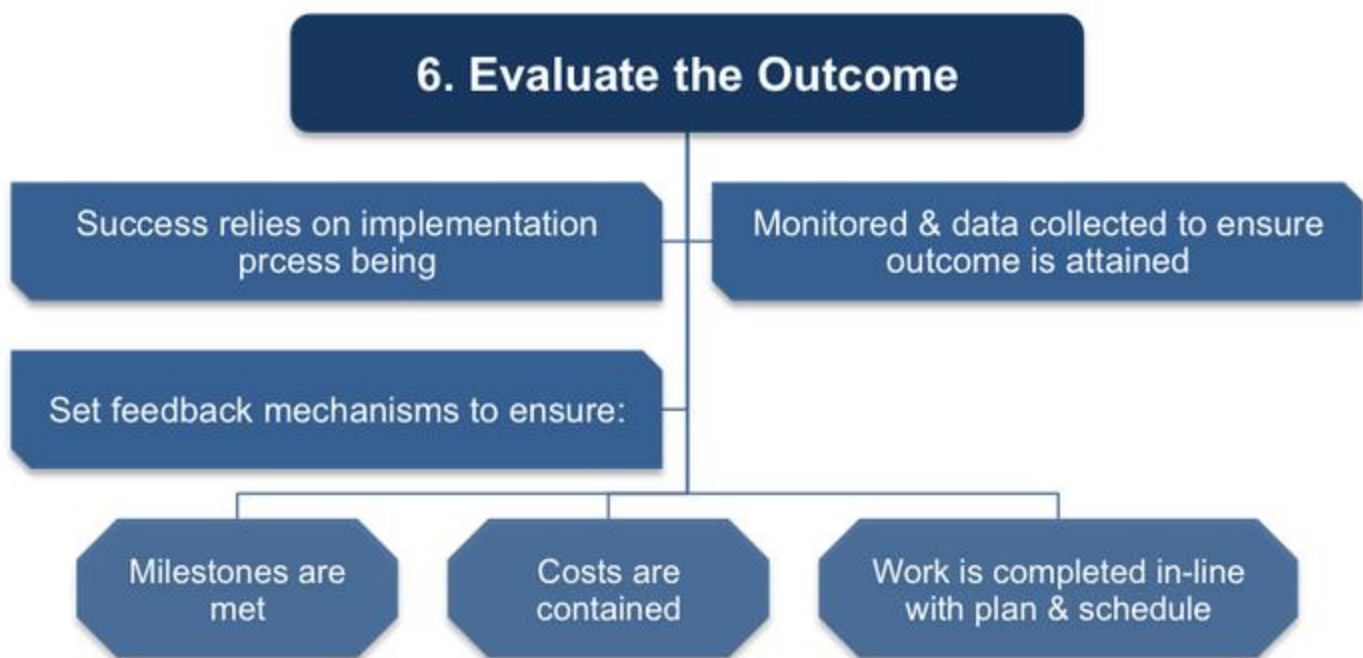 6. Evaluate the Outcome
Success relies on implementation
prcess being
Monitored & data collected to ensure
outcome is attained
Set feedback mechanisms to ensure:
Milestones are
met
Costs are
contained
Work is completed in-line
with plan & schedule